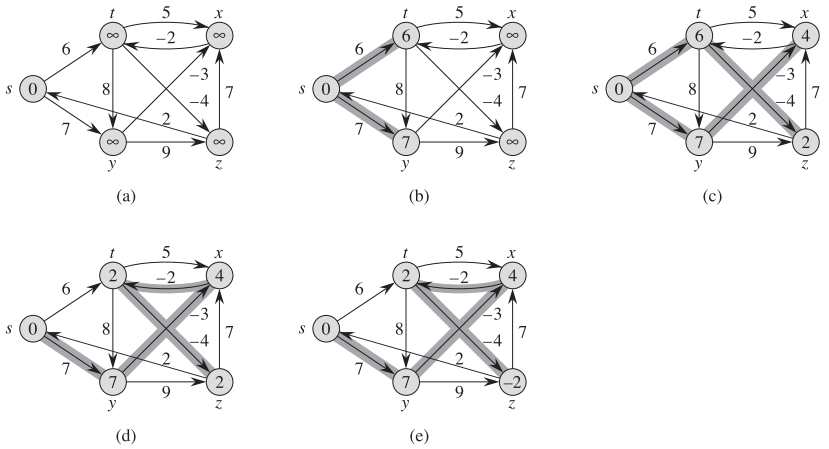 t 5 x
6 ∞ –2 ∞
s 0 8 –3 –4 7
7 2
∞ 9 ∞
y z
(a)
t 5 x
6 6 –2 ∞
s 0 8 –3 –4 7
7 2
7 9 ∞
y z
(b)
t 5 x
6 6 –2 4
s 0 8 –3 –4 7
7 2
7 9 2
y z
(c)
t 5 x
6 2 –2 4
s 0 8 –3 –4 7
7 2
7 9 2
y z
(d)
t 5 x
6 2 –2 4
s 0 8 –3 –4 7
7 2
7 9 –2
y z
(e)